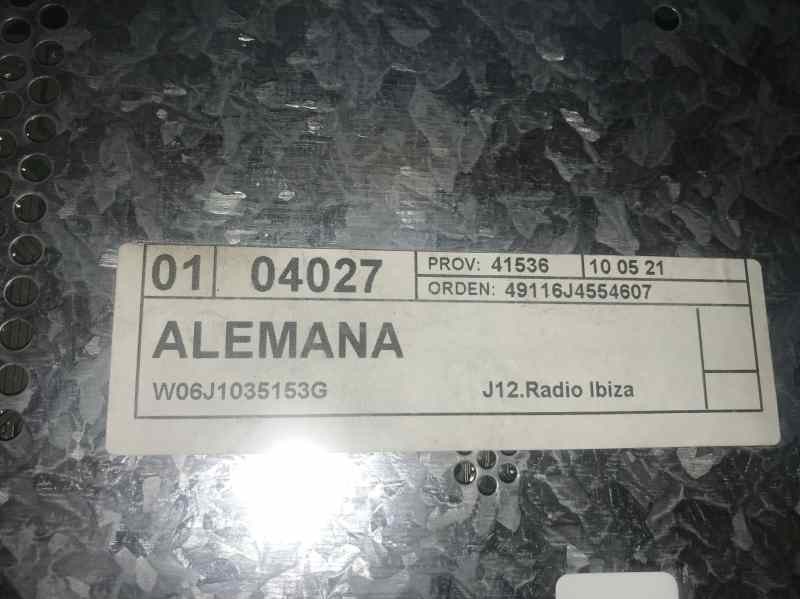 01 04027 PROV: 41536 10 05 21
ORDEN: 49116J4554607
ALEMANA
W06J1035153G J12.Radio Ibiza